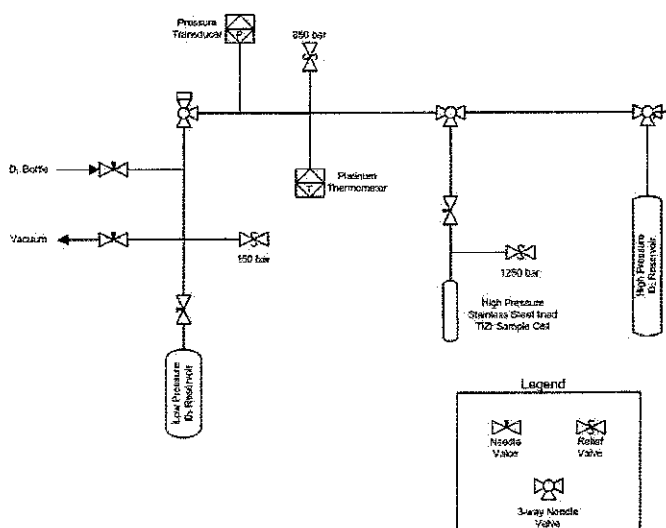 Pressure
Transducer
P
850 bar
D₂ Bottle
Platinum
Thermometer
T
Vacuum
150 bar
1250 bar
High Pressure
Stainless Steel lined
TiZr Sample Cell
High Pressure
D₂ Reservoir
Low Pressure
D₂ Reservoir
Legend
Needle
Valve
Relief
Valve
3-way Needle
Valve